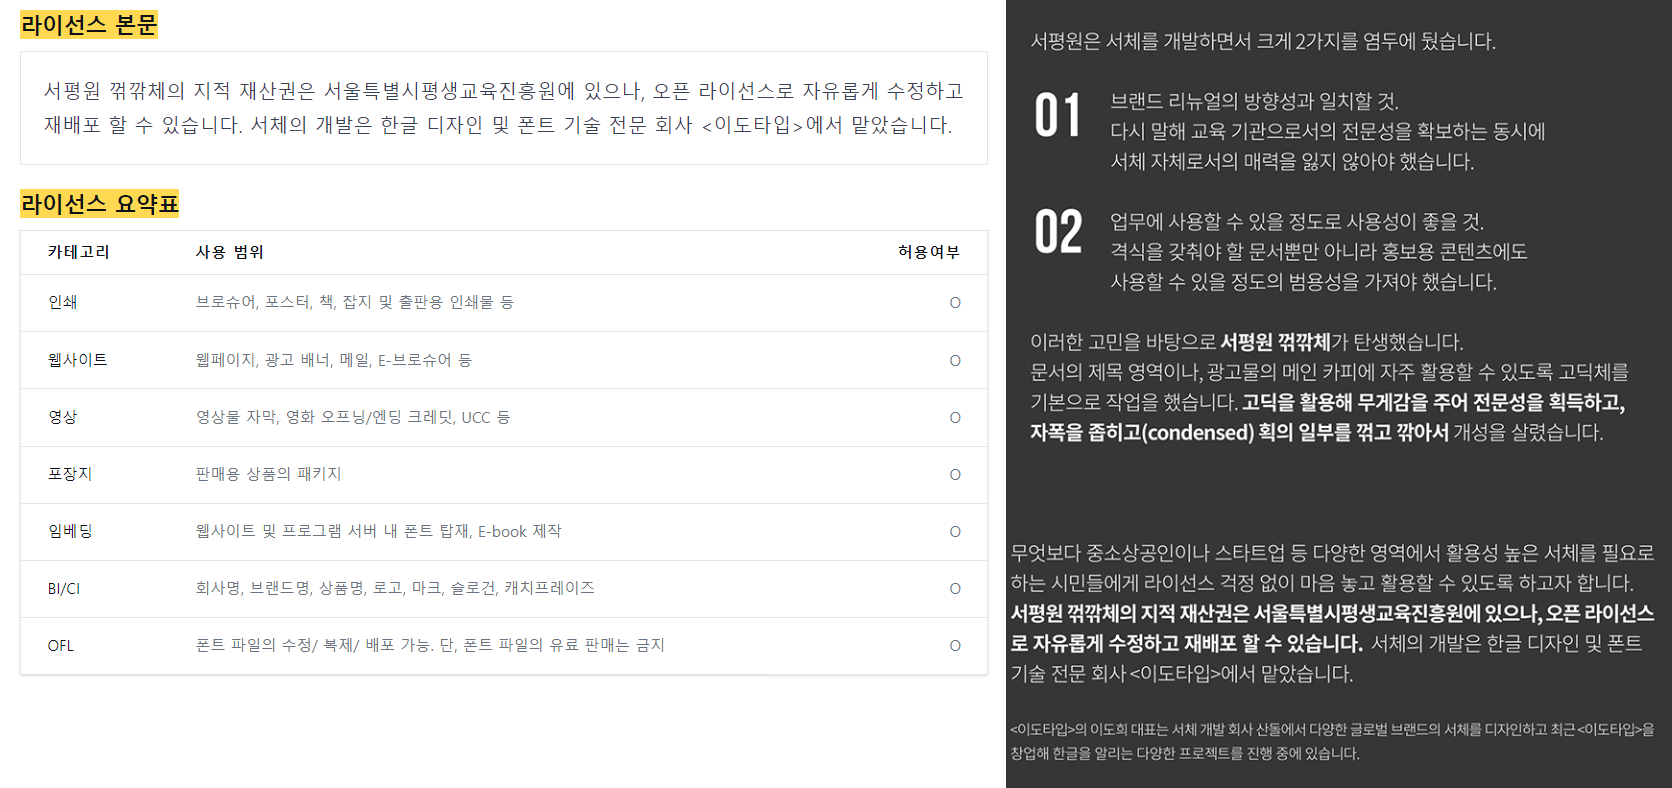 라이선스 본문
서평원 꺾깎체의 지적 재산권은 서울특별시평생교육진흥원에 있으나, 오픈 라이선스로 자유롭게 수정하고
재배포 할 수 있습니다. 서체의 개발은 한글 디자인 및 폰트 기술 전문 회사 <이도타입>에서 맡았습니다.
라이선스 요약표
카테고리 사용 범위 허용여부
인쇄 브로슈어, 포스터, 책, 잡지 및 출판용 인쇄물 등 O
웹사이트 웹페이지, 광고 배너, 메일, E-브로슈어 등 O
영상 영상물 자막, 영화 오프닝/엔딩 크레딧, UCC 등 O
포장지 판매용 상품의 패키지 O
임베딩 웹사이트 및 프로그램 서버 내 폰트 탑재, E-book 제작 O
BI/CI 회사명, 브랜드명, 상품명, 로고, 마크, 슬로건, 캐치프레이즈 O
OFL 폰트 파일의 수정/ 복제/ 배포 가능. 단, 폰트 파일의 유료 판매는 금지 O
서평원은 서체를 개발하면서 크게 2가지를 염두에 뒀습니다.
01 브랜드 리뉴얼의 방향성과 일치할 것.
다시 말해 교육 기관으로서의 전문성을 확보하는 동시에
서체 자체로서의 매력을 잃지 않아야 했습니다.
02 업무에 사용할 수 있을 정도로 사용성이 좋을 것.
격식을 갖춰야 할 문서뿐만 아니라 홍보용 콘텐츠에도
사용할 수 있을 정도의 범용성을 가져야 했습니다.
이러한 고민을 바탕으로 서평원 꺾깎체가 탄생했습니다.
문서의 제목 영역이나, 광고물의 메인 카피에 자주 활용할 수 있도록 고딕체를
기본으로 작업을 했습니다. 고딕을 활용해 무게감을 주어 전문성을 획득하고,
자폭을 좁히고(condensed) 획의 일부를 꺾고 깎아서 개성을 살렸습니다.
무엇보다 중소상공인이나 스타트업 등 다양한 영역에서 활용성 높은 서체를 필요로
하는 시민들에게 라이선스 걱정 없이 마음 놓고 활용할 수 있도록 하고자 합니다.
서평원 꺾깎체의 지적 재산권은 서울특별시평생교육진흥원에 있으나, 오픈 라이선스
로 자유롭게 수정하고 재배포 할 수 있습니다. 서체의 개발은 한글 디자인 및 폰트
기술 전문 회사 <이도타입>에서 맡았습니다.
<이도타입>의 이도희 대표는 서체 개발 회사 산돌에서 다양한 글로벌 브랜드의 서체를 디자인하고 최근 <이도타입>을
창업해 한글을 알리는 다양한 프로젝트를 진행 중에 있습니다.